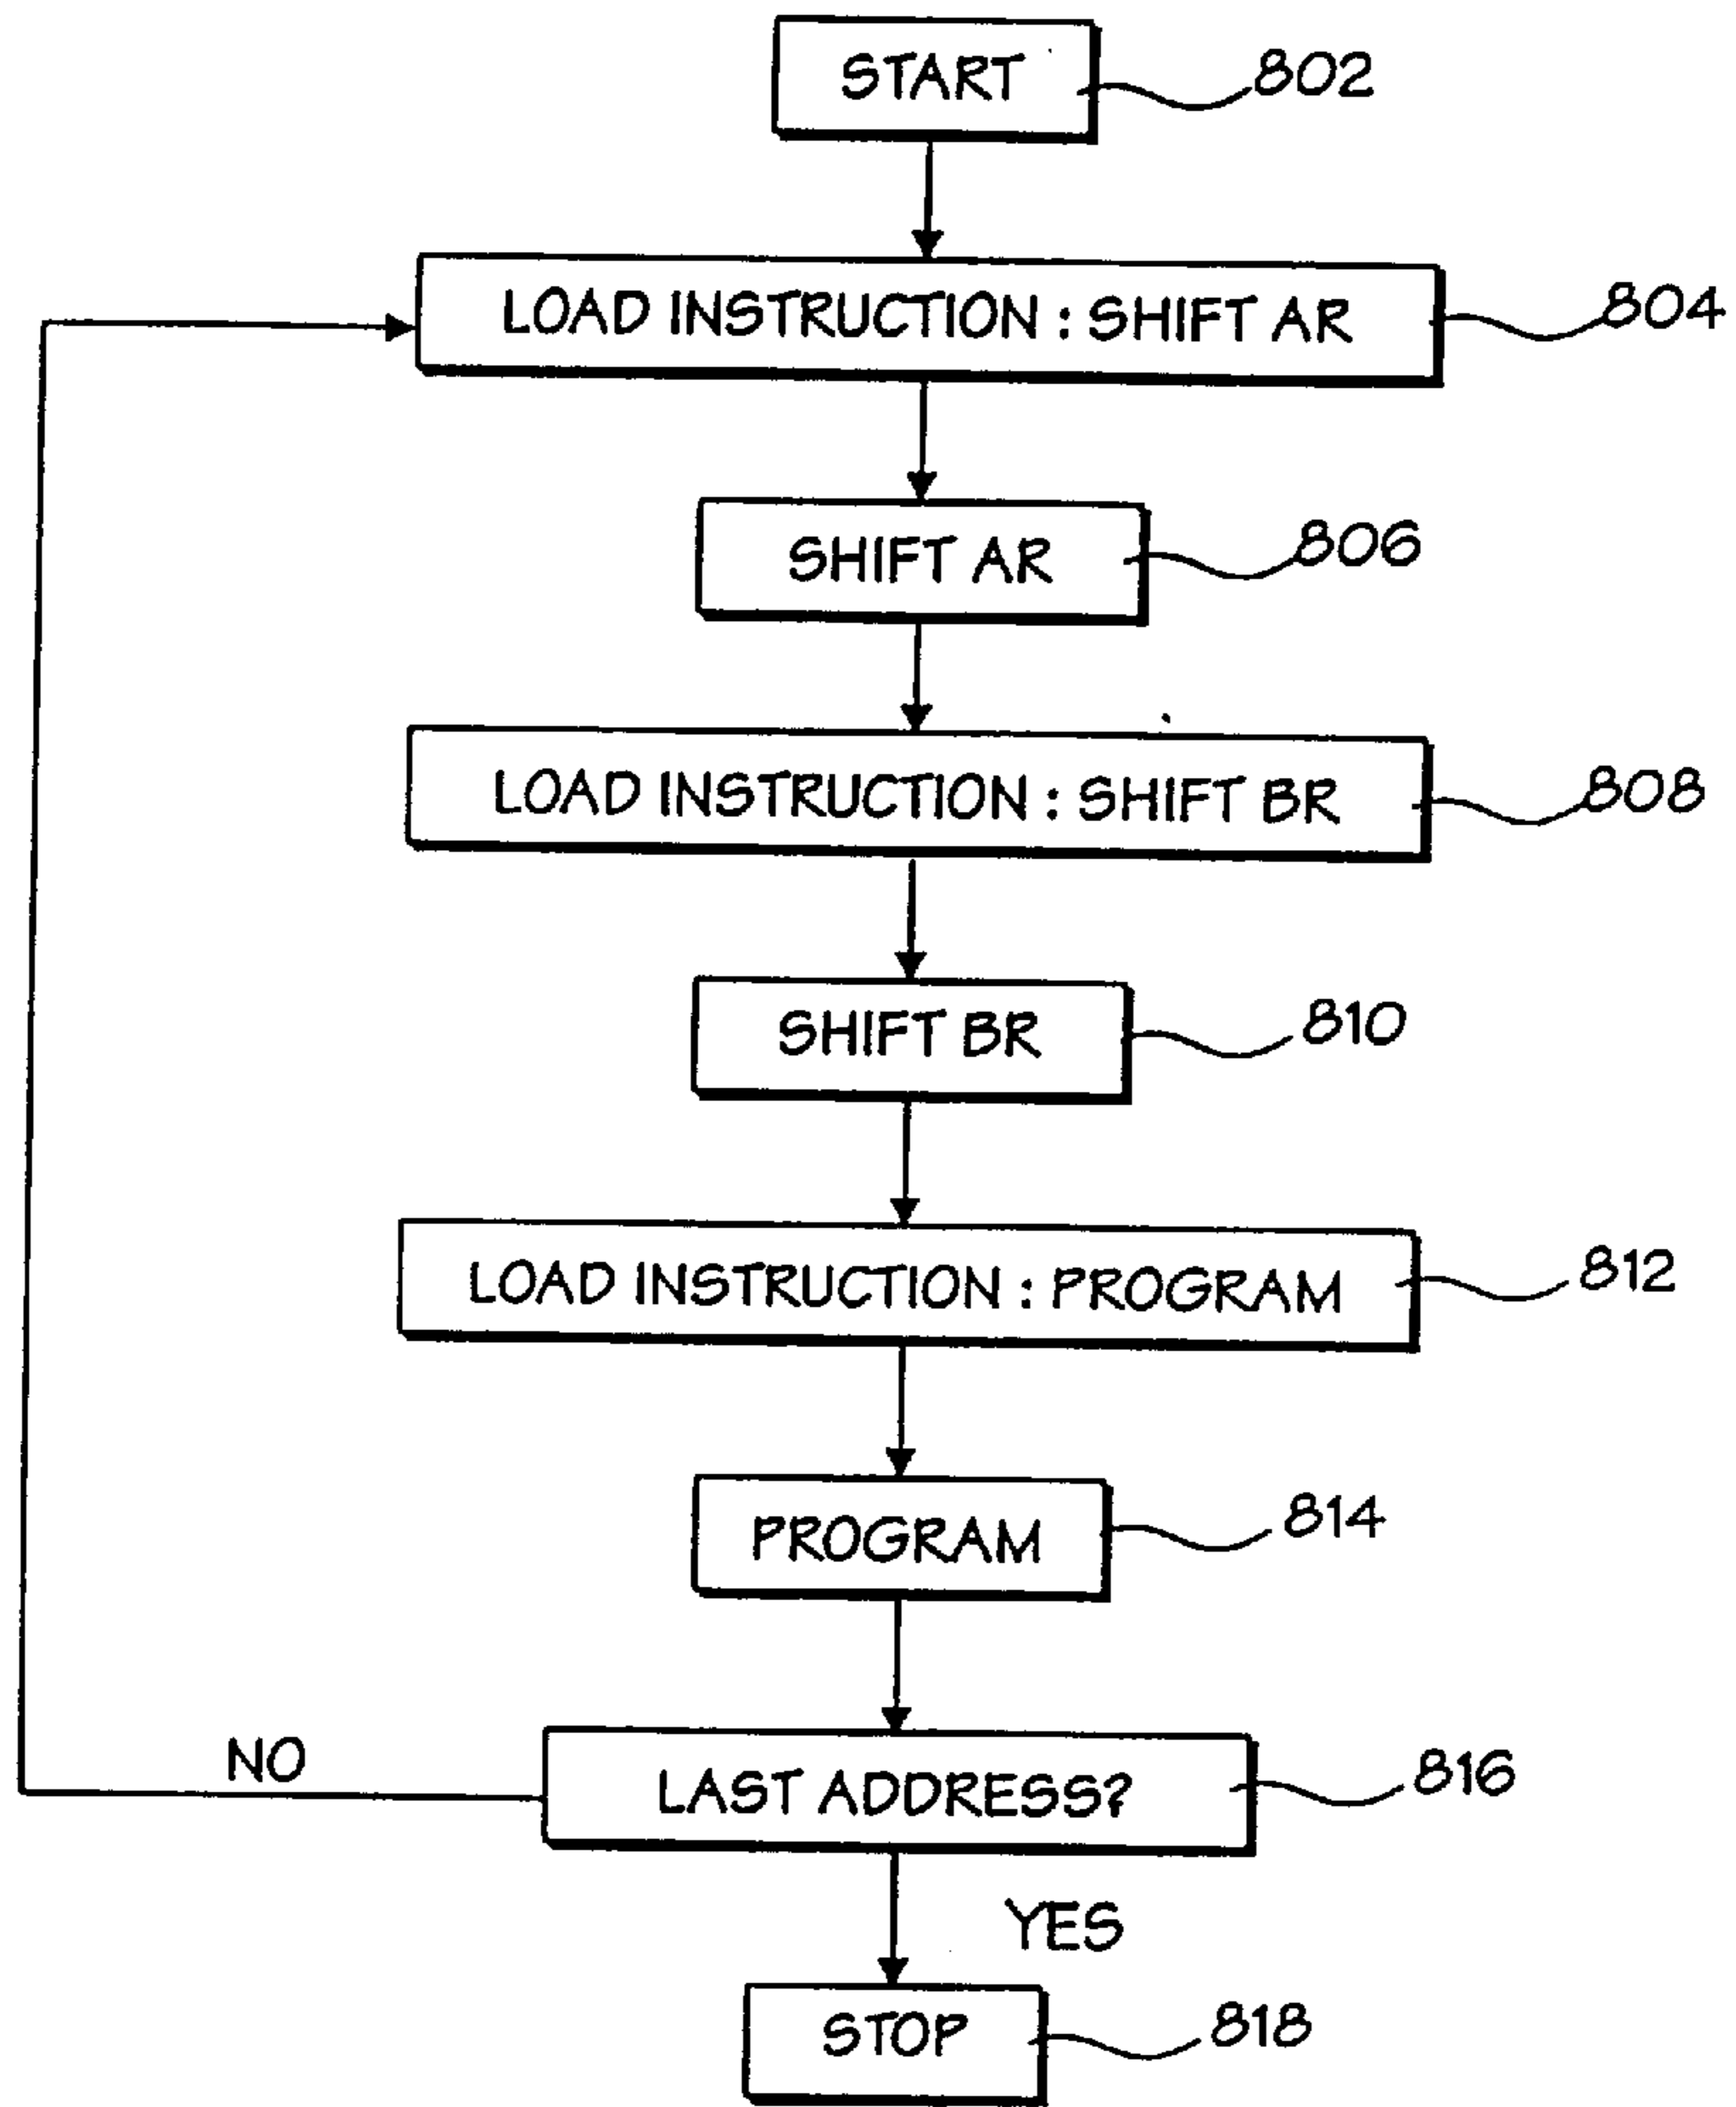 START
802
LOAD INSTRUCTION : SHIFT AR
804
SHIFT AR
806
LOAD INSTRUCTION : SHIFT BR
808
SHIFT BR
810
LOAD INSTRUCTION : PROGRAM
812
PROGRAM
814
LAST ADDRESS?
816
NO
YES
STOP
818